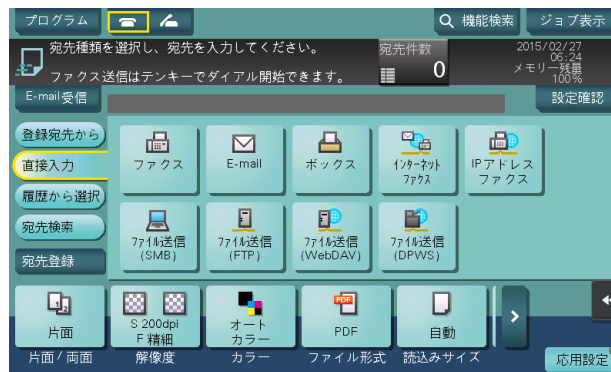 プログラム
機能検索
ジョブ表示
宛先種類を選択し、宛先を入力してください。
ファクス送信はテンキーでダイアル開始できます。
宛先件数
0
2015/02/27
06:24
メモリー残量
100%
E-mail受信
設定確認
登録宛先から
直接入力
履歴から選択
宛先検索
宛先登録
ファクス
E-mail
ボックス
インターネット
ファクス
IPアドレス
ファクス
ファイル送信
(SMB)
ファイル送信
(FTP)
ファイル送信
(WebDAV)
ファイル送信
(DPWS)
片面
S 200dpi
F 精細
オート
カラー
PDF
PDF
自動
片面/両面
解像度
カラー
ファイル形式
読込みサイズ
応用設定